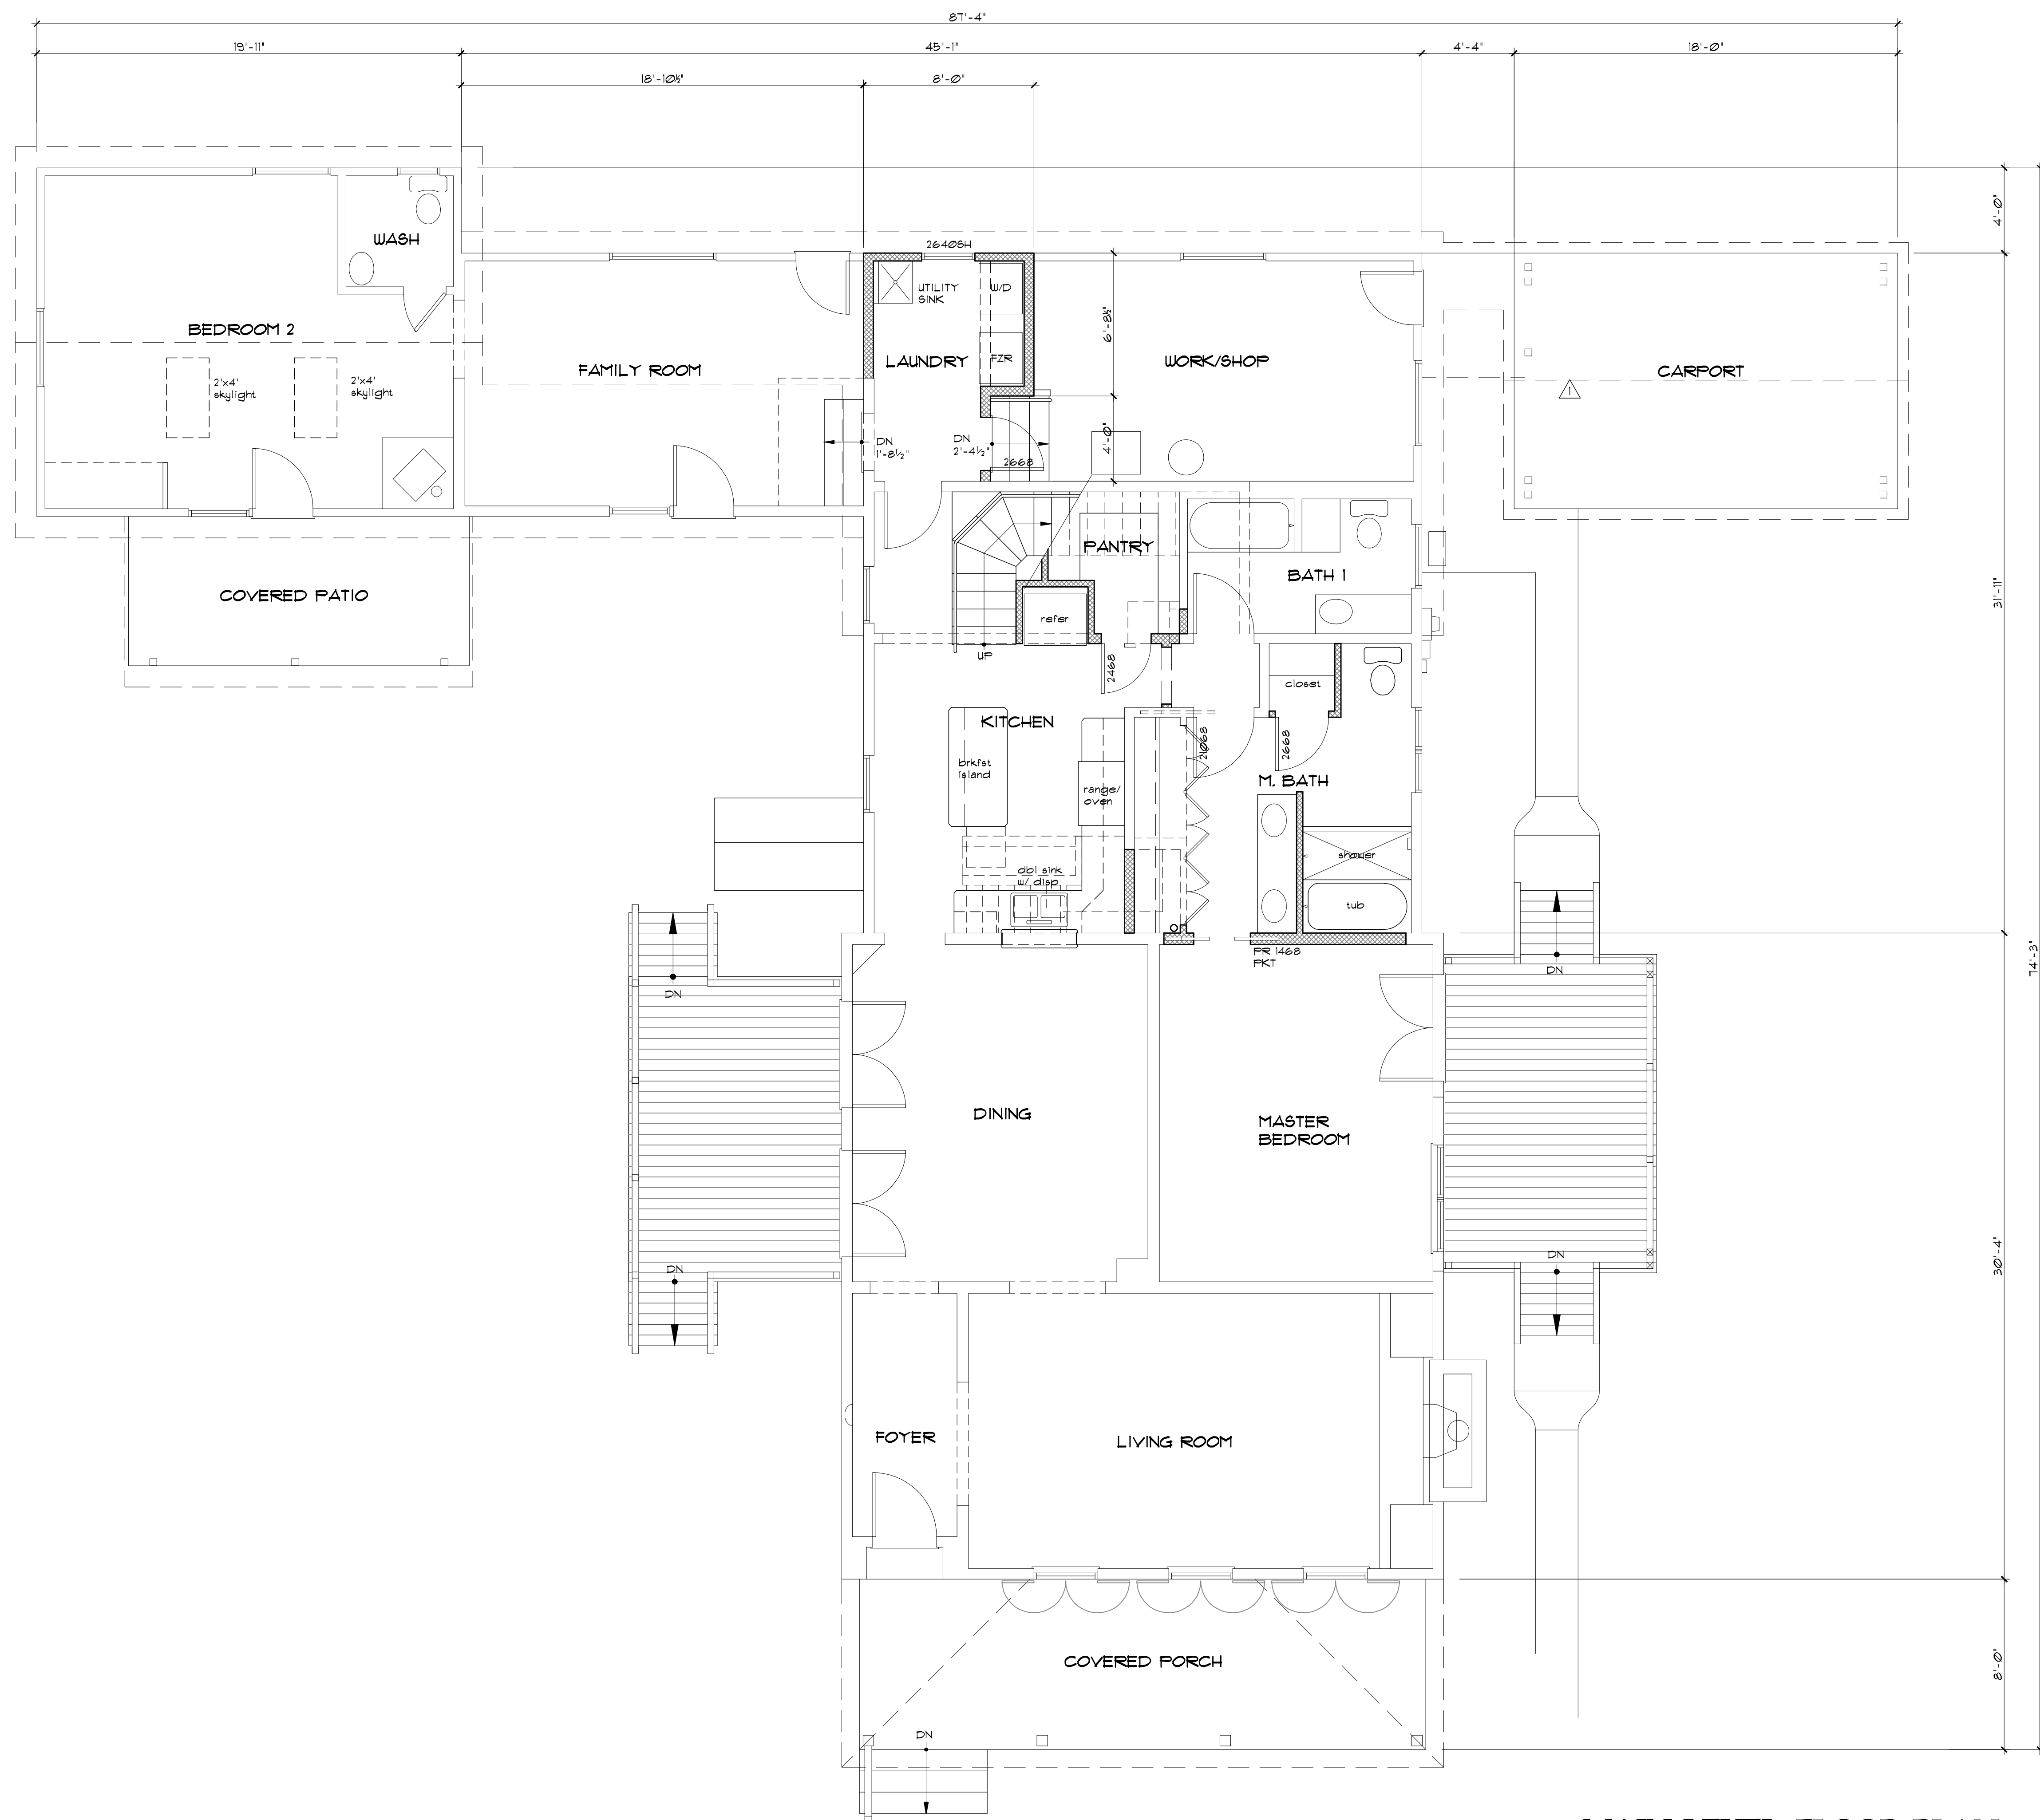 87'-4"
19'-11"
45'-1"
4'-4"
18'-0"
18'-10½"
8'-0"
4'-0"
WASH
2640SH
UTILITY
SINK
W/D
BEDROOM 2
6'-8½"
FAMILY ROOM
LAUNDRY
FZR
WORK/SHOP
CARPORT
1
2'x4'
skylight
2'x4'
skylight
DN
1'-8½"
DN
2'-4½"
4'-0"
2668
PANTRY
BATH 1
COVERED PATIO
31'-11"
refer
UP
2468
closet
KITCHEN
21068
2668
brkfst
island
range/
oven
M. BATH
dbl sink
w/ disp
shower
tub
PR 1468
PKT
DN
DN
74'-3"
DINING
MASTER
BEDROOM
DN
DN
30'-4"
FOYER
LIVING ROOM
COVERED PORCH
8'-0"
DN